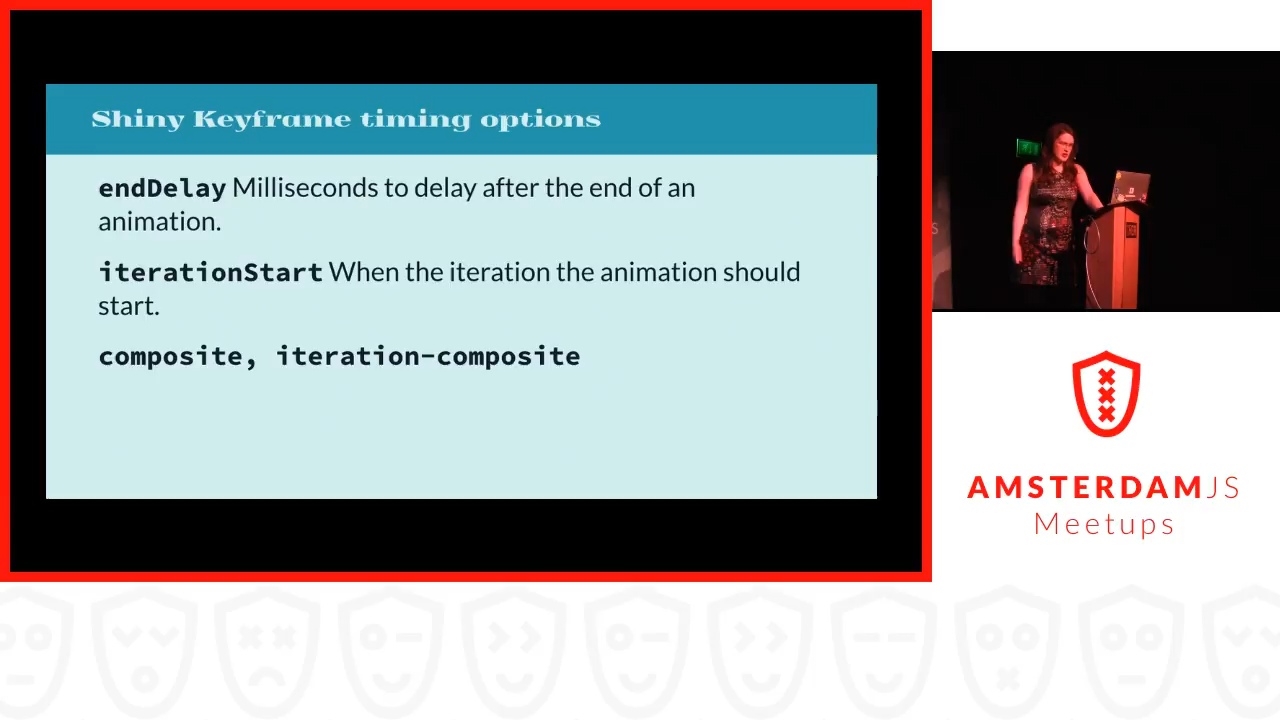 Shiny Keyframe timing options
endDelay Milliseconds to delay after the end of an
animation.
iterationStart When the iteration the animation should
start.
composite, iteration-composite
AMSTERDAMJS
Meetups